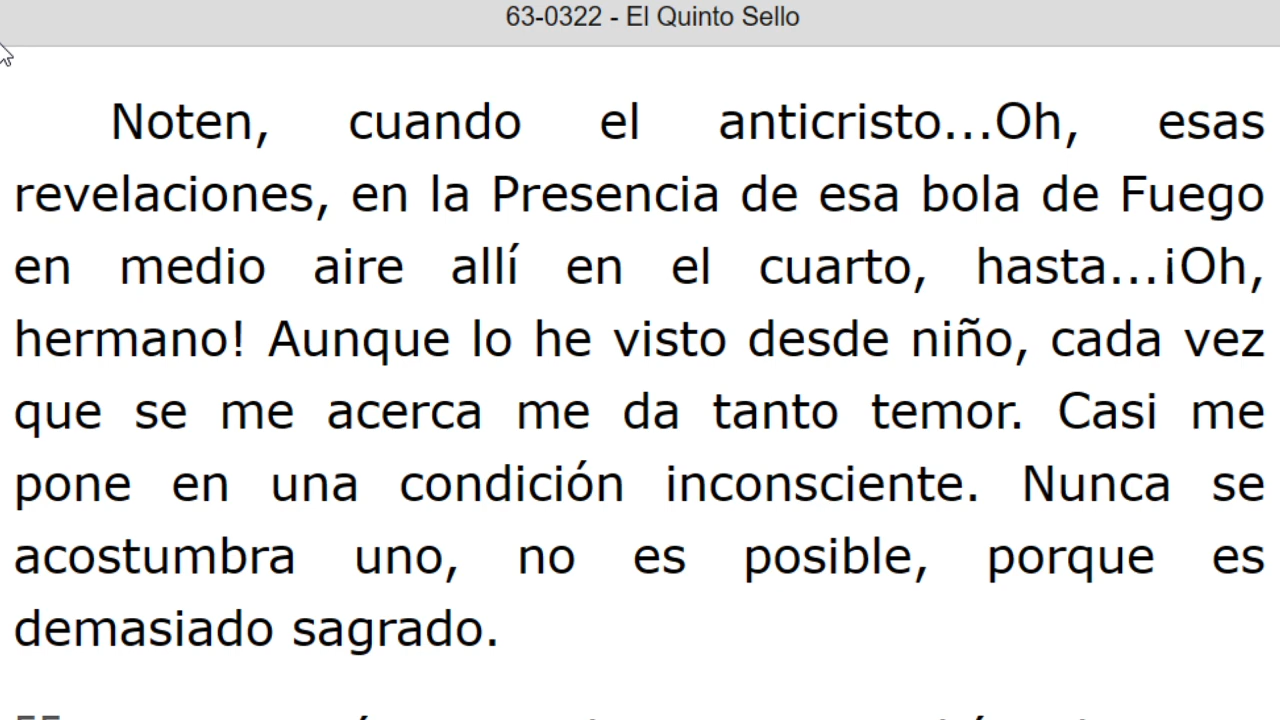 63-0322 - El Quinto Sello
Noten, cuando el anticristo...Oh, esas
revelaciones, en la Presencia de esa bola de Fuego
en medio aire allí en el cuarto, hasta...¡Oh,
hermano! Aunque lo he visto desde niño, cada vez
que se me acerca me da tanto temor. Casi me
pone en una condición inconsciente. Nunca se
acostumbra uno, no es posible, porque es
demasiado sagrado.